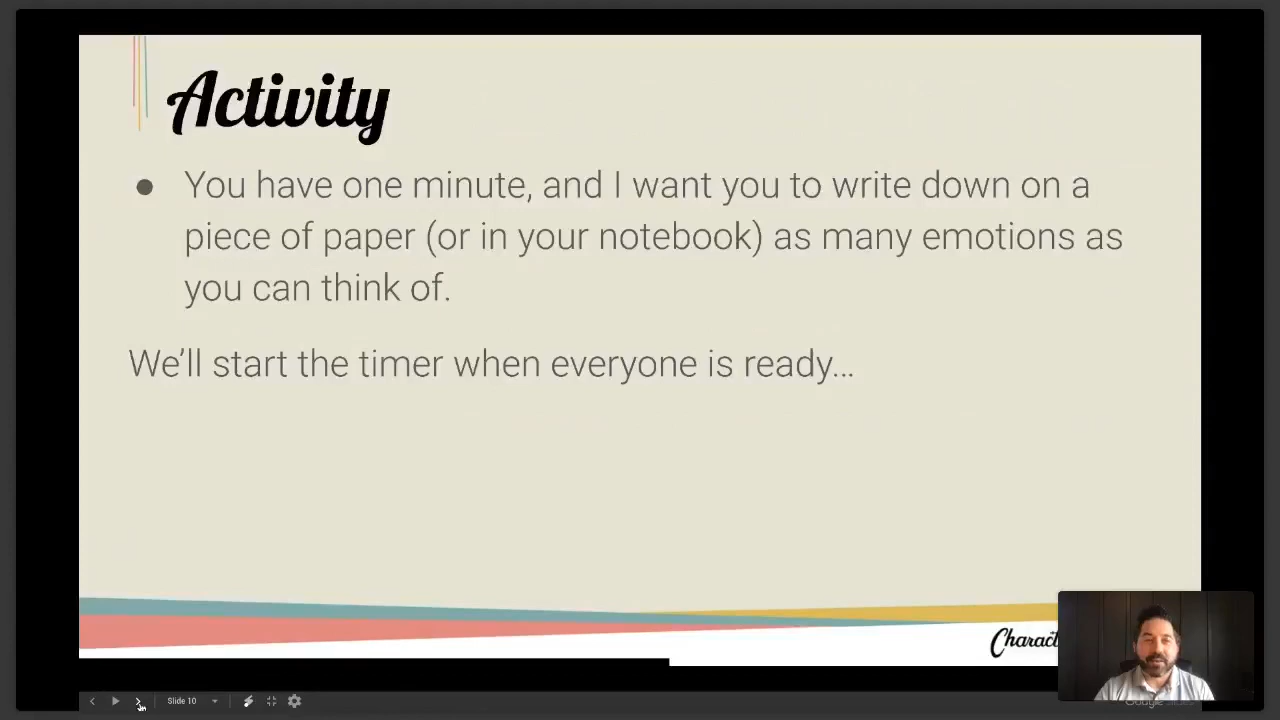 Activity
● You have one minute, and I want you to write down on a
piece of paper (or in your notebook) as many emotions as
you can think of.
We'll start the timer when everyone is ready...
Slide 10
Google Slides